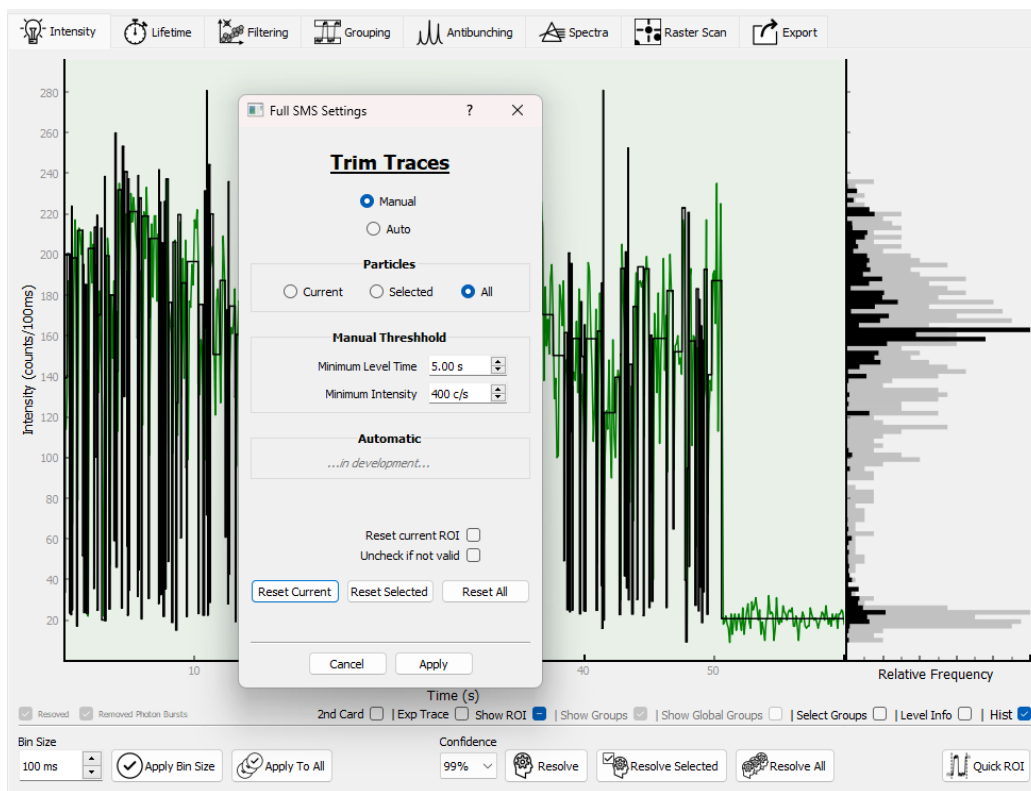 Intensity Lifetime Filtering Grouping Antibunching Spectra Raster Scan Export
Full SMS Settings ?
Trim Traces
Manual
Auto
Particles
Current Selected All
Manual Threshhold
Minimum Level Time 5.00 s
Minimum Intensity 400 c/s
Automatic
...in development...
Reset current ROI
Uncheck if not valid
Reset Current Reset Selected Reset All
Cancel Apply
Intensity (counts/100ms)
280
260
240
220
200
180
160
140
120
100
80
60
40
20
10 40 50
Time (s)
Relative Frequency
Resoved Removed Photon Bursts 2nd Card | Exp Trace Show ROI | Show Groups | Show Global Groups | Select Groups | Level Info | Hist
Bin Size Confidence
100 ms Apply Bin Size Apply To All 99% Resolve Resolve Selected Resolve All Quick ROI